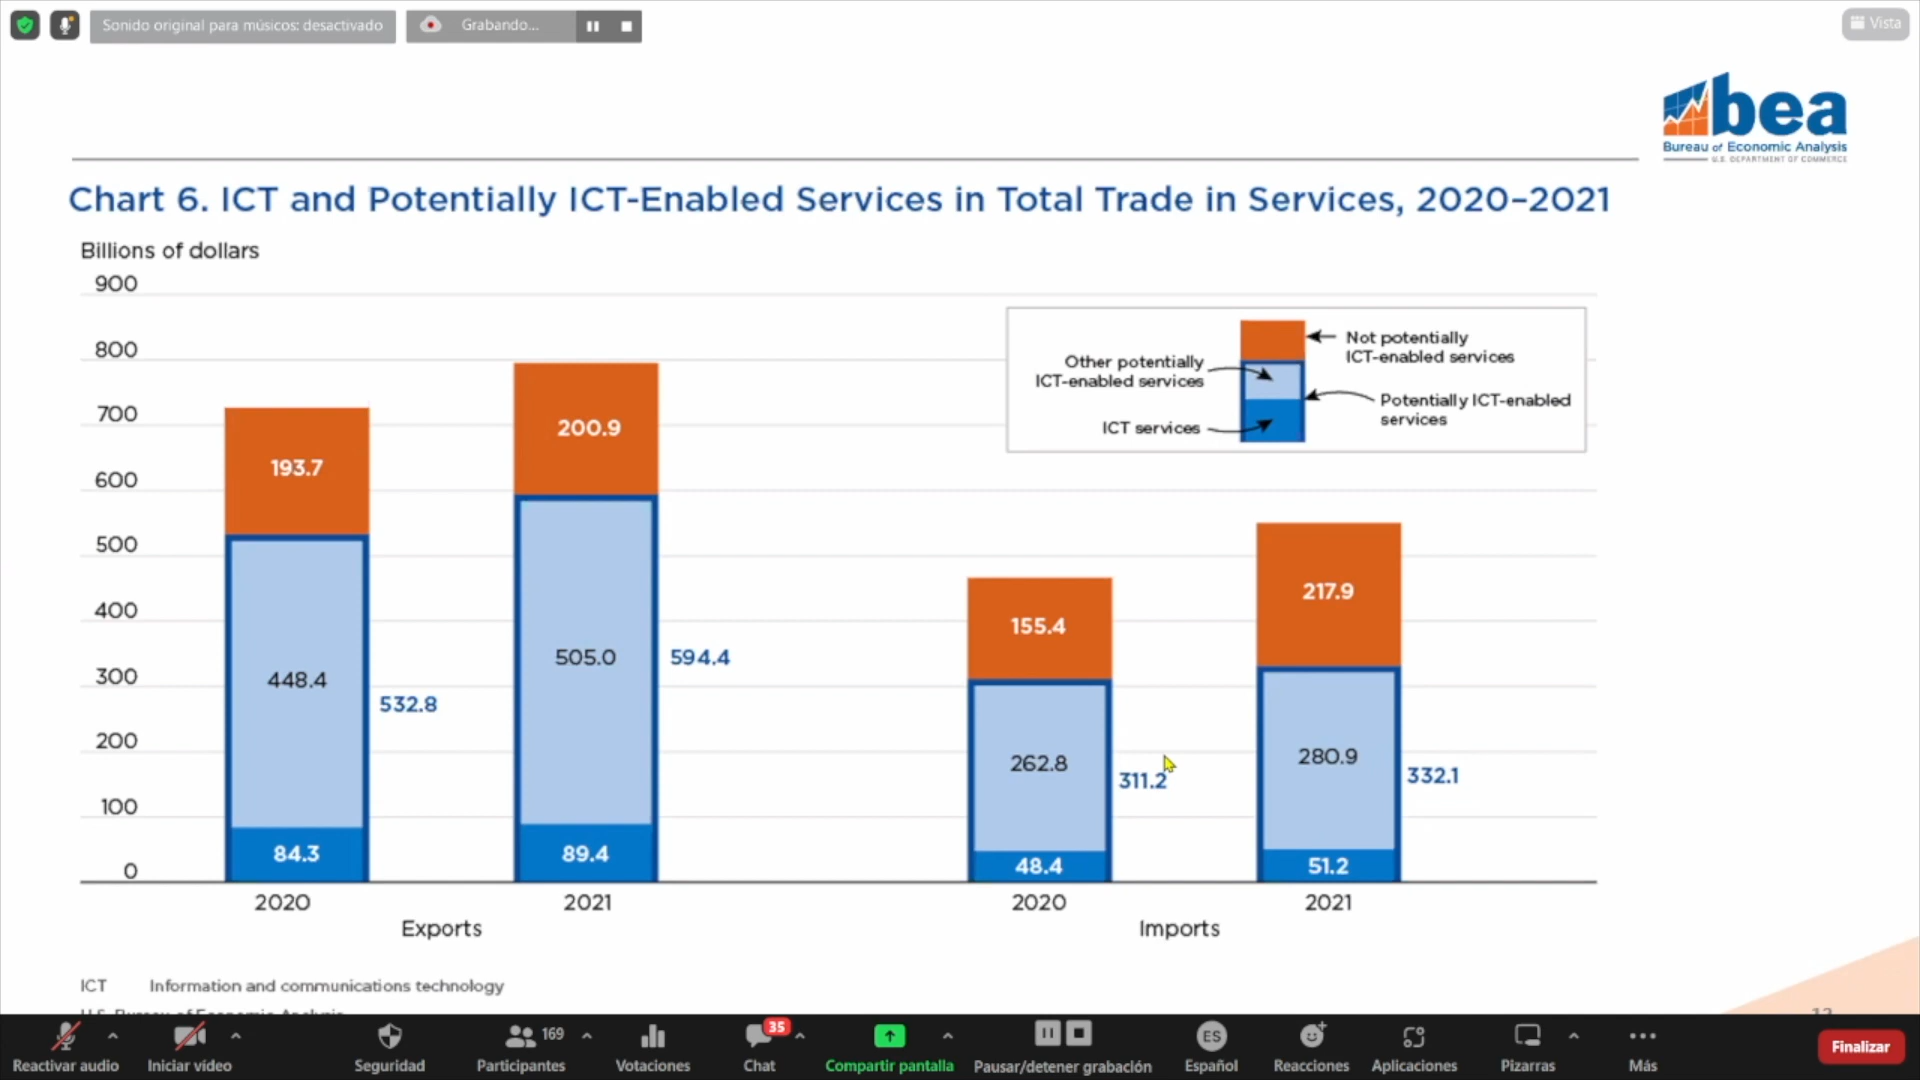 Sonido original para músicos: desactivado
Grabando...
Vista
bea
Bureau of Economic Analysis
U.S. DEPARTMENT OF COMMERCE
Chart 6. ICT and Potentially ICT-Enabled Services in Total Trade in Services, 2020–2021
Billions of dollars
900
800
700
600
500
400
300
200
100
0
Not potentially
ICT-enabled services
Other potentially
ICT-enabled services
Potentially ICT-enabled
services
ICT services
193.7
448.4
532.8
84.3
200.9
505.0
594.4
89.4
155.4
262.8
311.2
48.4
217.9
280.9
332.1
51.2
2020
2021
2020
2021
Exports
Imports
ICT Information and communications technology
U.S. Bureau of Economic Analysis
Reactivar audio
Iniciar vídeo
Seguridad
169
Participantes
Votaciones
35
Chat
Compartir pantalla
Pausar/detener grabación
ES
Español
Reacciones
Aplicaciones
Pizarras
Más
Finalizar